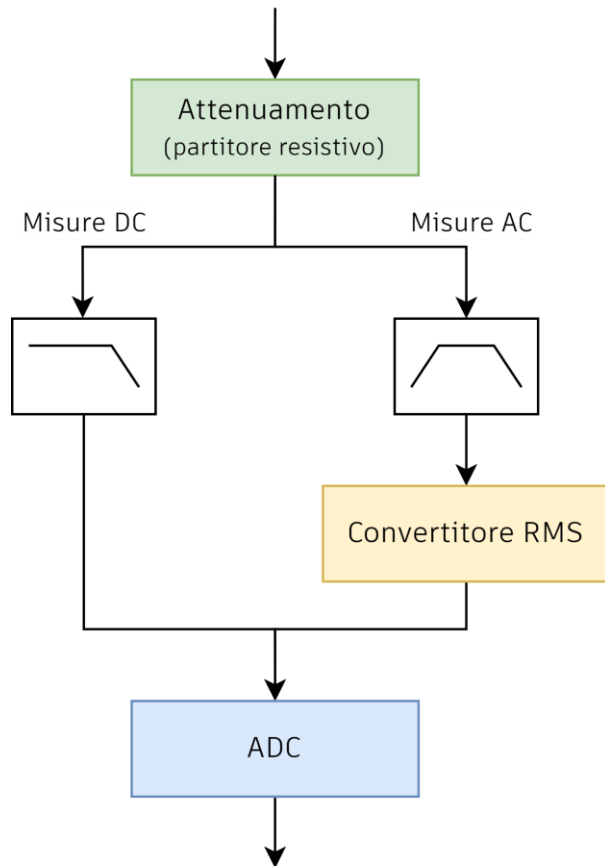 Attenuamento
(partitore resistivo)
Misure DC
Misure AC
Convertitore RMS
ADC